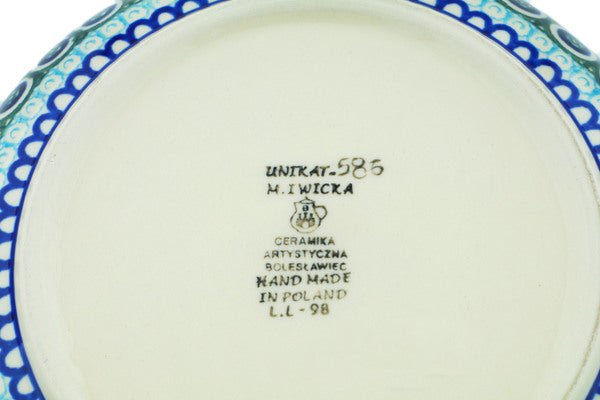 UNIKAT-586
M.IWICKA
CERAMIKA
ARTYSTYCZNA
BOLESŁAWIEC
HAND MADE
IN POLAND
L.L-98